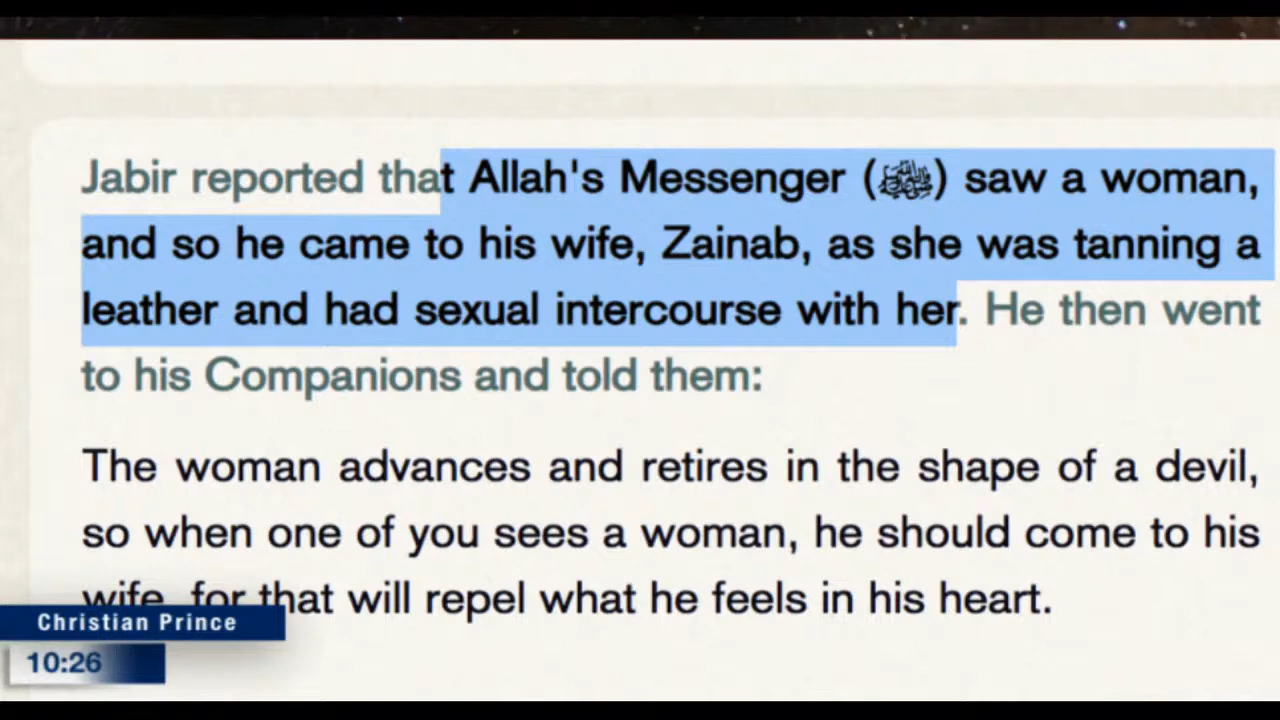 Jabir reported that Allah's Messenger (ﷺ) saw a woman,
and so he came to his wife, Zainab, as she was tanning a
leather and had sexual intercourse with her. He then went
to his Companions and told them:
The woman advances and retires in the shape of a devil,
so when one of you sees a woman, he should come to his
wife, for that will repel what he feels in his heart.
Christian Prince
10:26